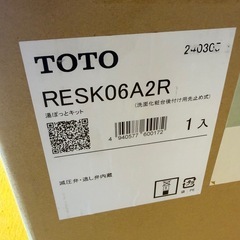 240305
TOTO
RESK06A2R
湯ぽっとキット
(洗面化粧台後付け用先止め式)
4 940577 600172
1入
減圧弁・逃し弁内蔵